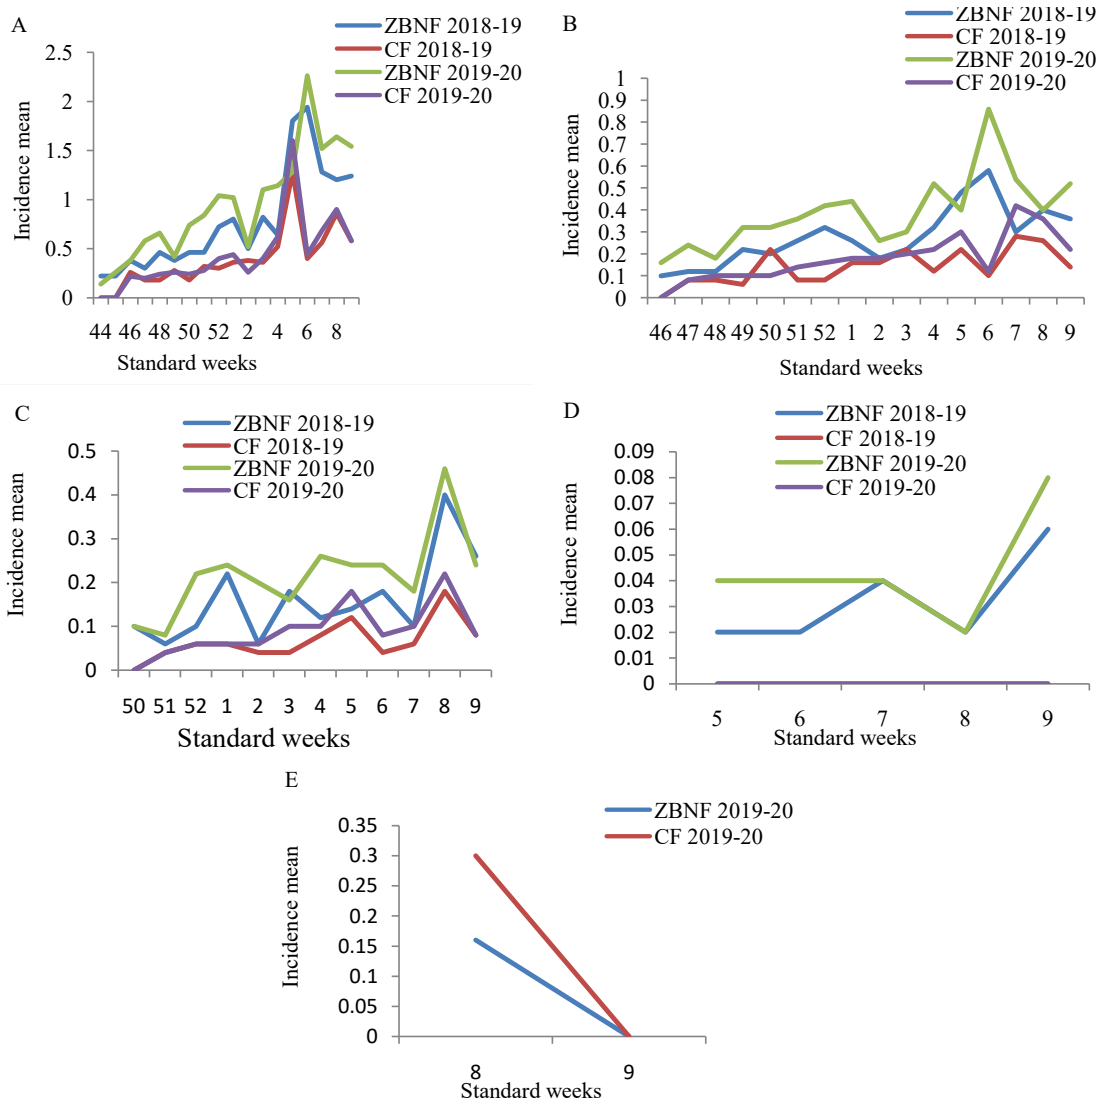 A
ZBNF 2018-19
CF 2018-19
ZBNF 2019-20
CF 2019-20
Incidence mean
2.5
2
1.5
1
0.5
0
44 46 48 50 52 2 4 6 8
Standard weeks
B
ZBNF 2018-19
CF 2018-19
ZBNF 2019-20
CF 2019-20
Incidence mean
1
0.9
0.8
0.7
0.6
0.5
0.4
0.3
0.2
0.1
0
46 47 48 49 50 51 52 1 2 3 4 5 6 7 8 9
Standard weeks
C
ZBNF 2018-19
CF 2018-19
ZBNF 2019-20
CF 2019-20
Incidence mean
0.5
0.4
0.3
0.2
0.1
0
50 51 52 1 2 3 4 5 6 7 8 9
Standard weeks
D
ZBNF 2018-19
CF 2018-19
ZBNF 2019-20
CF 2019-20
Incidence mean
0.09
0.08
0.07
0.06
0.05
0.04
0.03
0.02
0.01
0
5 6 7 8 9
Standard weeks
E
ZBNF 2019-20
CF 2019-20
Incidence mean
0.35
0.3
0.25
0.2
0.15
0.1
0.05
0
8 9
Standard weeks